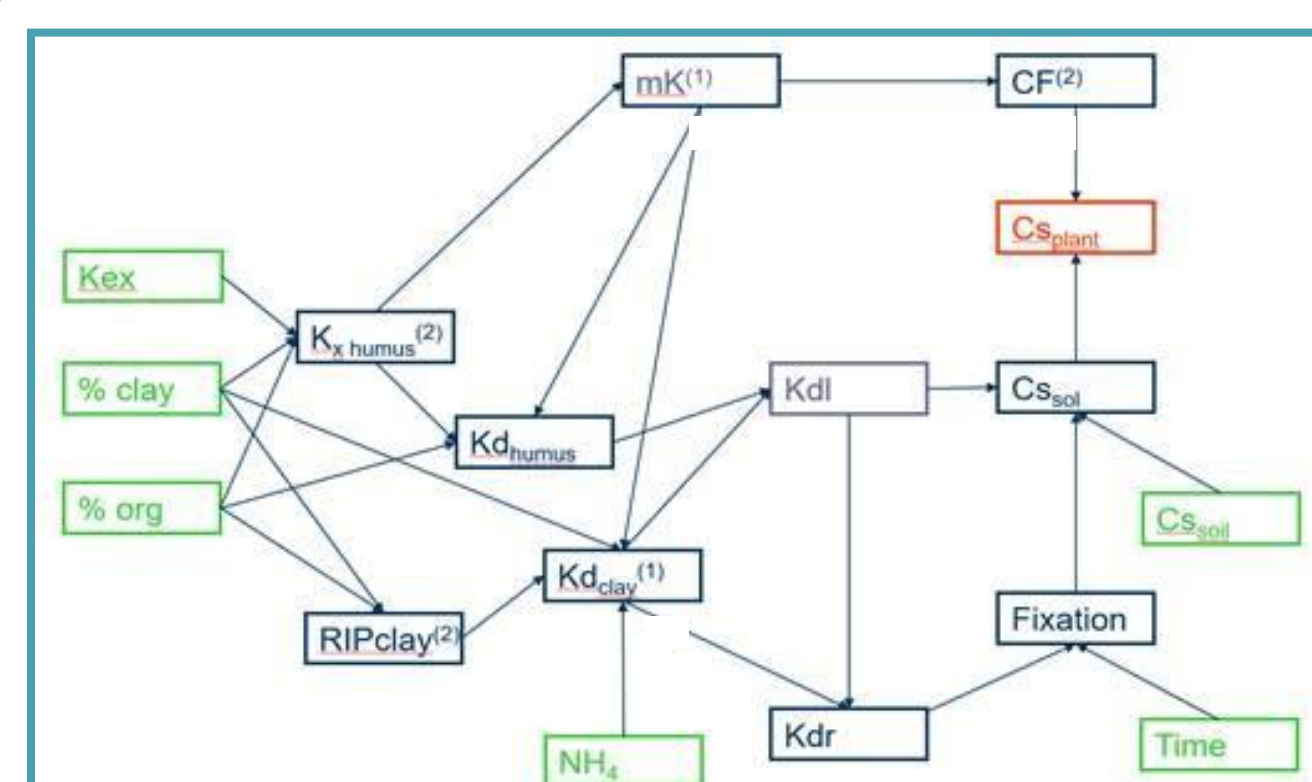 mK(1)
CF(2)
Csplant
Kex
Kx humus(2)
% clay
Kdl
Cssol
Kdhumus
% org
Cssoil
Kdclay(1)
RIPclay(2)
Fixation
Kdr
Time
NH4